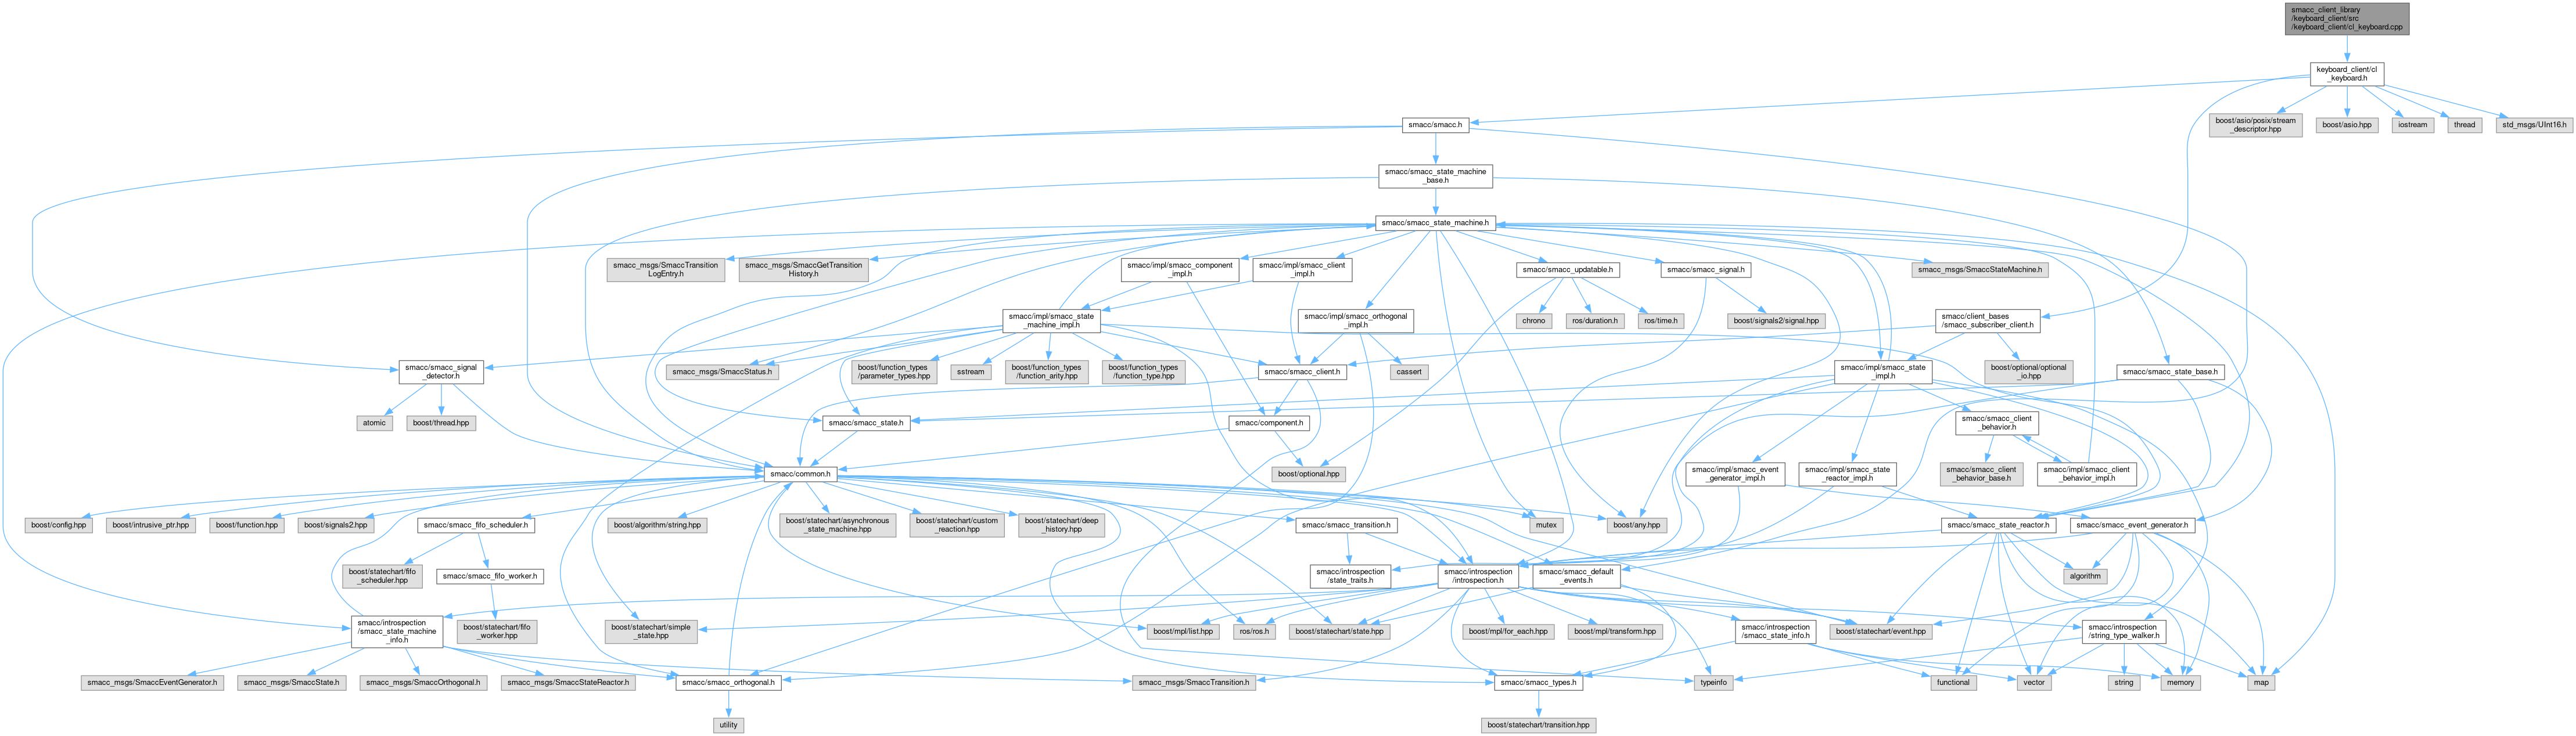 smacc_client_library
/keyboard_client/src
/keyboard_client/cl_keyboard.cpp
keyboard_client/cl
_keyboard.h
smacc/smacc.h
boost/asio/posix/stream
_descriptor.hpp
boost/asio.hpp
iostream
thread
std_msgs/UInt16.h
smacc/smacc_state_machine
_base.h
smacc/smacc_state_machine.h
smacc_msgs/SmaccTransition
LogEntry.h
smacc_msgs/SmaccGetTransition
History.h
smacc/impl/smacc_component
_impl.h
smacc/impl/smacc_client
_impl.h
smacc/smacc_updatable.h
smacc/smacc_signal.h
smacc_msgs/SmaccStateMachine.h
smacc/impl/smacc_state
_machine_impl.h
smacc/impl/smacc_orthogonal
_impl.h
chrono
ros/duration.h
ros/time.h
boost/signals2/signal.hpp
smacc/client_bases
/smacc_subscriber_client.h
smacc/smacc_signal
_detector.h
smacc_msgs/SmaccStatus.h
boost/function_types
/parameter_types.hpp
sstream
boost/function_types
/function_arity.hpp
boost/function_types
/function_type.hpp
smacc/smacc_client.h
cassert
smacc/impl/smacc_state
_impl.h
boost/optional/optional
_io.hpp
smacc/smacc_state_base.h
atomic
boost/thread.hpp
smacc/smacc_state.h
smacc/component.h
smacc/smacc_client
_behavior.h
smacc/common.h
boost/optional.hpp
smacc/impl/smacc_event
_generator_impl.h
smacc/impl/smacc_state
_reactor_impl.h
smacc/smacc_client
_behavior_base.h
smacc/impl/smacc_client
_behavior_impl.h
boost/config.hpp
boost/intrusive_ptr.hpp
boost/function.hpp
boost/signals2.hpp
smacc/smacc_fifo_scheduler.h
boost/algorithm/string.hpp
boost/statechart/asynchronous
_state_machine.hpp
boost/statechart/custom
_reaction.hpp
boost/statechart/deep
_history.hpp
smacc/smacc_transition.h
mutex
boost/any.hpp
smacc/smacc_state_reactor.h
smacc/smacc_event_generator.h
boost/statechart/fifo
_scheduler.hpp
smacc/smacc_fifo_worker.h
smacc/introspection
/state_traits.h
smacc/introspection
/introspection.h
smacc/smacc_default
_events.h
algorithm
smacc/introspection
/smacc_state_machine
_info.h
boost/statechart/fifo
_worker.hpp
boost/statechart/simple
_state.hpp
boost/mpl/list.hpp
ros/ros.h
boost/statechart/state.hpp
boost/mpl/for_each.hpp
boost/mpl/transform.hpp
smacc/introspection
/smacc_state_info.h
boost/statechart/event.hpp
smacc/introspection
/string_type_walker.h
smacc_msgs/SmaccEventGenerator.h
smacc_msgs/SmaccState.h
smacc_msgs/SmaccOrthogonal.h
smacc_msgs/SmaccStateReactor.h
smacc/smacc_orthogonal.h
smacc_msgs/SmaccTransition.h
smacc/smacc_types.h
typeinfo
functional
vector
string
memory
map
utility
boost/statechart/transition.hpp